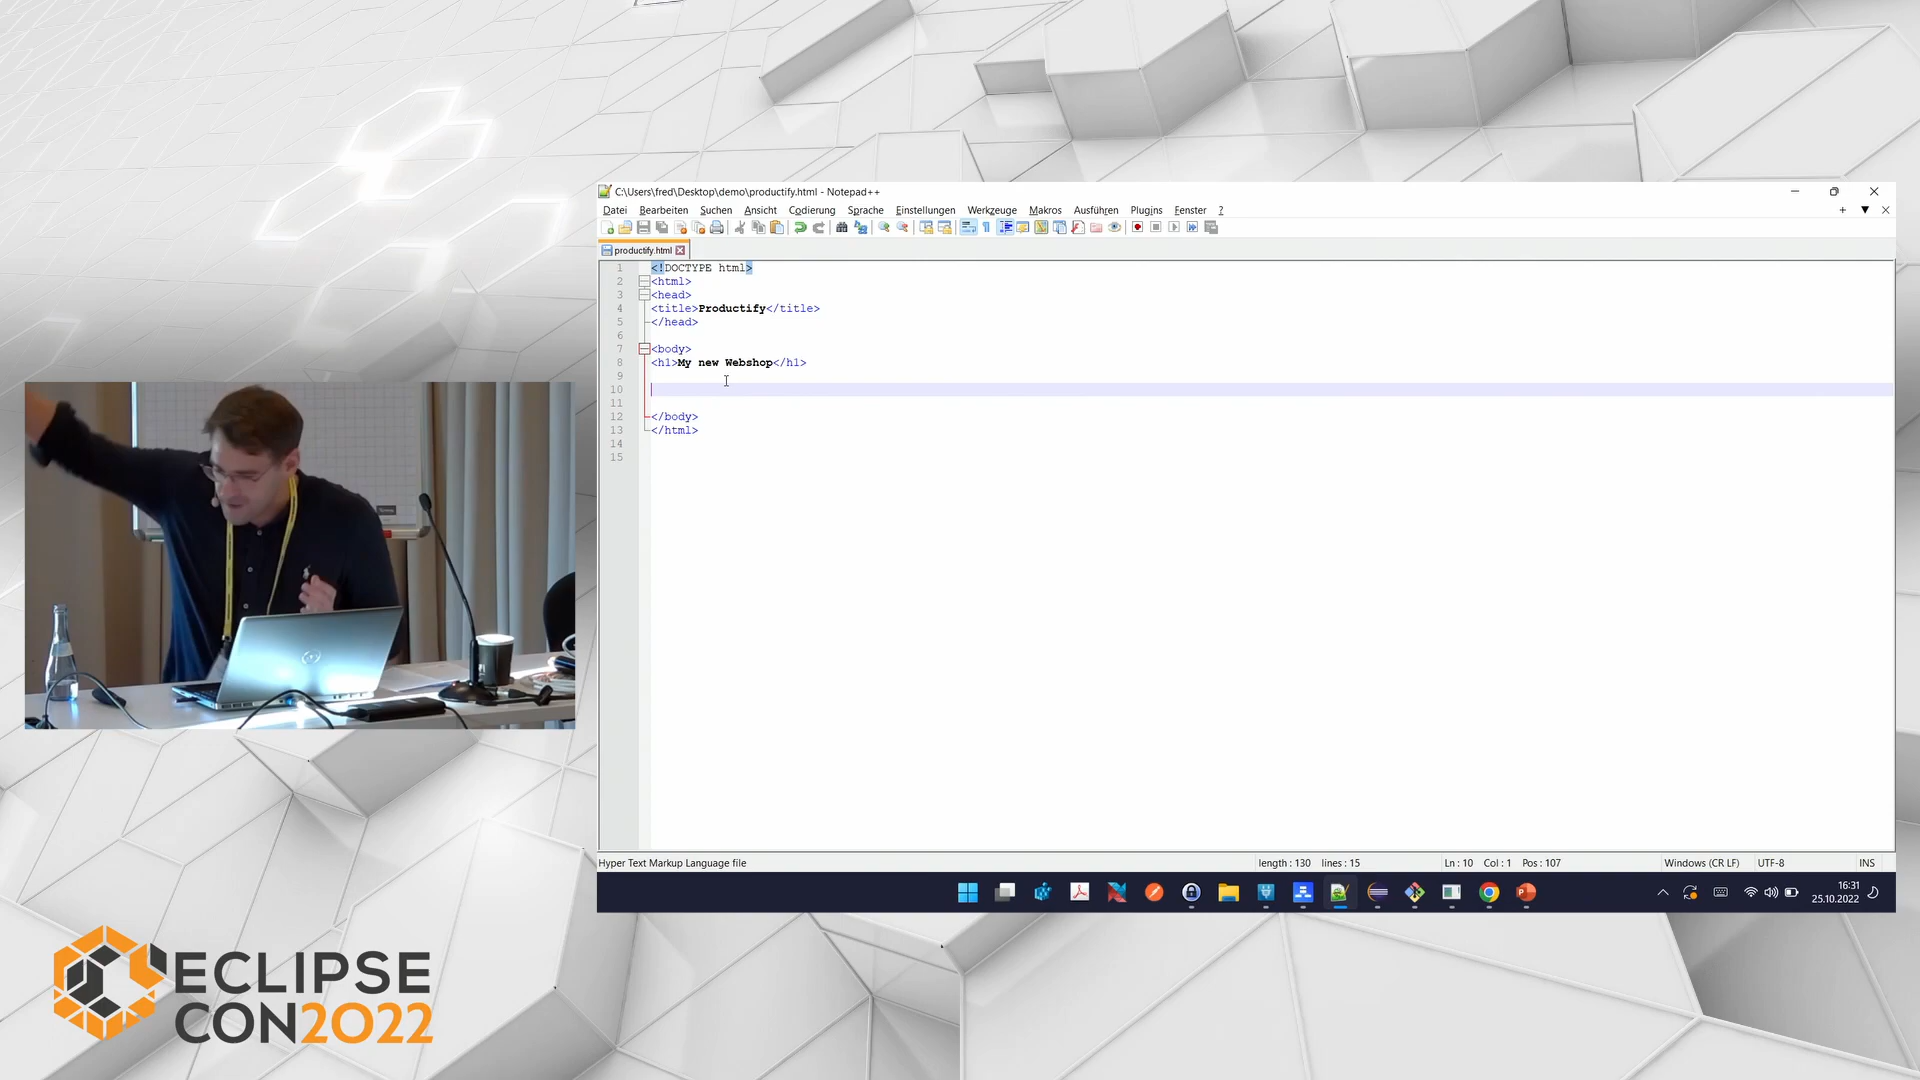 C:\Users\fred\Desktop\demo\productify.html - Notepad++
Datei Bearbeiten Suchen Ansicht Codierung Sprache Einstellungen Werkzeuge Makros Ausführen Plugins Fenster ?
productify.html
1 <!DOCTYPE html>
2 <html>
3 <head>
4 <title>Productify</title>
5 </head>
6
7 <body>
8 <h1>My new Webshop</h1>
9
10
11
12 </body>
13 </html>
14
15
Hyper Text Markup Language file length : 130 lines : 15 Ln : 10 Col : 1 Pos : 107 Windows (CR LF) UTF-8 INS
16:31
25.10.2022
ECLIPSE
CON2022